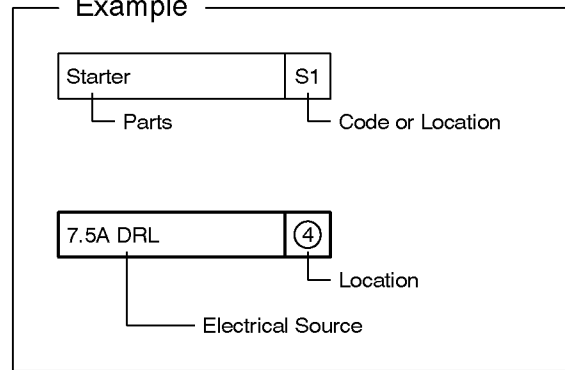 Example
Starter S1
Parts Code or Location
7.5A DRL 4
Location
Electrical Source